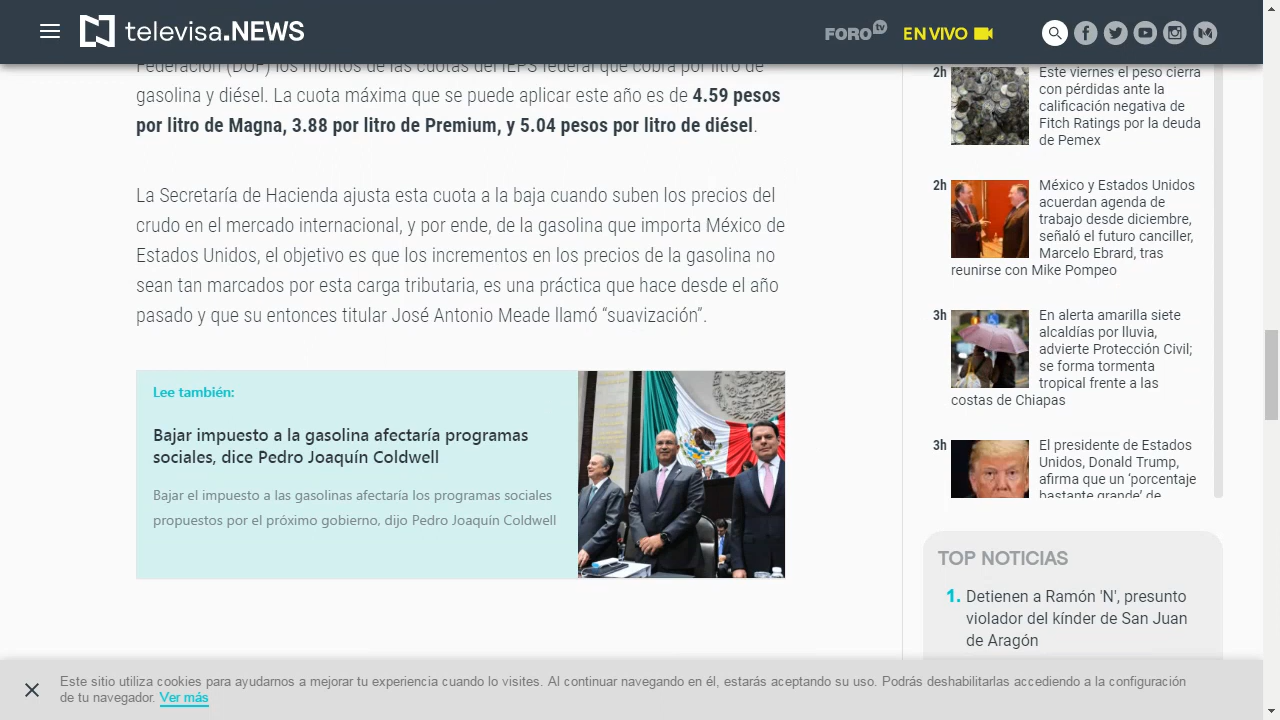 televisa.NEWS
FORO tv
EN VIVO
Federación (DOF) los montos de las cuotas del IEPS federal que cobra por litro de
gasolina y diésel. La cuota máxima que se puede aplicar este año es de 4.59 pesos
por litro de Magna, 3.88 por litro de Premium, y 5.04 pesos por litro de diésel.
La Secretaría de Hacienda ajusta esta cuota a la baja cuando suben los precios del
crudo en el mercado internacional, y por ende, de la gasolina que importa México de
Estados Unidos, el objetivo es que los incrementos en los precios de la gasolina no
sean tan marcados por esta carga tributaria, es una práctica que hace desde el año
pasado y que su entonces titular José Antonio Meade llamó “suavización”.
Lee también:
Bajar impuesto a la gasolina afectaría programas
sociales, dice Pedro Joaquín Coldwell
Bajar el impuesto a las gasolinas afectaría los programas sociales
propuestos por el próximo gobierno, dijo Pedro Joaquín Coldwell
2h
Este viernes el peso cierra
con pérdidas ante la
calificación negativa de
Fitch Ratings por la deuda
de Pemex
2h
México y Estados Unidos
acuerdan agenda de
trabajo desde diciembre,
señaló el futuro canciller,
Marcelo Ebrard, tras
reunirse con Mike Pompeo
3h
En alerta amarilla siete
alcaldías por lluvia,
advierte Protección Civil;
se forma tormenta
tropical frente a las
costas de Chiapas
3h
El presidente de Estados
Unidos, Donald Trump,
afirma que un ‘porcentaje
bastante grande’ de
TOP NOTICIAS
1. Detienen a Ramón 'N', presunto
violador del kínder de San Juan
de Aragón
Este sitio utiliza cookies para ayudarnos a mejorar tu experiencia cuando lo visites. Al continuar navegando en él, estarás aceptando su uso. Podrás deshabilitarlas accediendo a la configuración
de tu navegador. Ver más